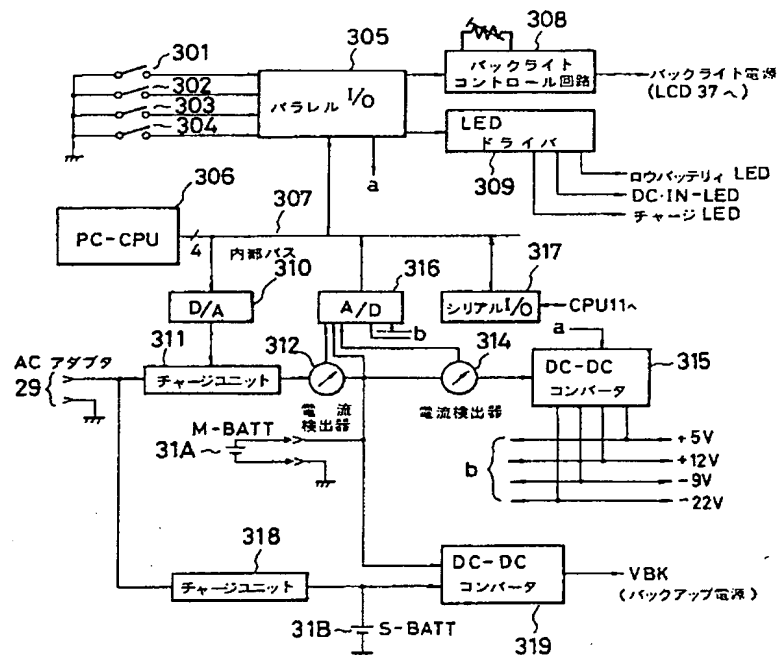 301
302
303
304
305
パラレル I/O
a
308
バックライト
コントロール回路
バックライト電源
(LCD 37へ)
LED
ドライバ
309
ロウバッテリィ LED
DC・IN-LED
チャージ LED
306
PC-CPU
4
307
内部バス
310
D/A
316
A/D
b
317
シリアル I/O
CPU11へ
311
AC アダプタ
29
チャージユニット
312
電流
検出器
314
電流検出器
a
315
DC-DC
コンバータ
M-BATT
31A
b
+5V
+12V
-9V
-22V
318
チャージユニット
DC-DC
コンバータ
319
VBK
(バックアップ電源)
31B
S-BATT